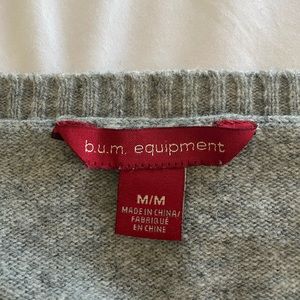 b.u.m. equipment
M/M
MADE IN CHINA/
FABRIQUÉ
EN CHINE